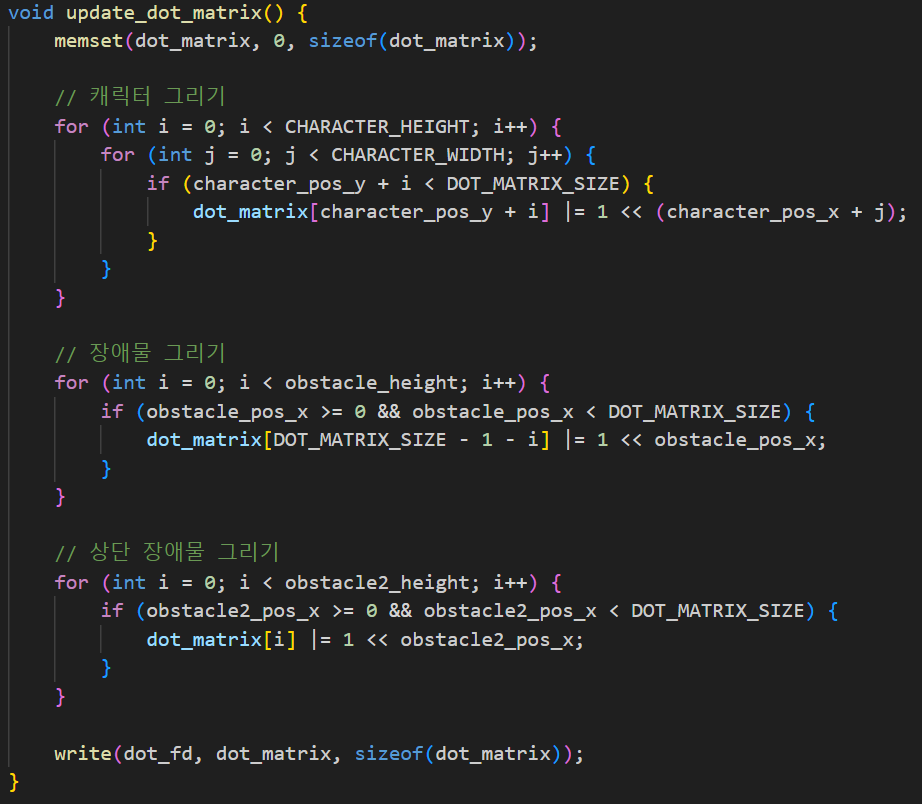 void update_dot_matrix() {
    memset(dot_matrix, 0, sizeof(dot_matrix));

    // 캐릭터 그리기
    for (int i = 0; i < CHARACTER_HEIGHT; i++) {
        for (int j = 0; j < CHARACTER_WIDTH; j++) {
            if (character_pos_y + i < DOT_MATRIX_SIZE) {
                dot_matrix[character_pos_y + i] |= 1 << (character_pos_x + j);
            }
        }
    }

    // 장애물 그리기
    for (int i = 0; i < obstacle_height; i++) {
        if (obstacle_pos_x >= 0 && obstacle_pos_x < DOT_MATRIX_SIZE) {
            dot_matrix[DOT_MATRIX_SIZE - 1 - i] |= 1 << obstacle_pos_x;
        }
    }

    // 상단 장애물 그리기
    for (int i = 0; i < obstacle2_height; i++) {
        if (obstacle2_pos_x >= 0 && obstacle2_pos_x < DOT_MATRIX_SIZE) {
            dot_matrix[i] |= 1 << obstacle2_pos_x;
        }
    }

    write(dot_fd, dot_matrix, sizeof(dot_matrix));
}